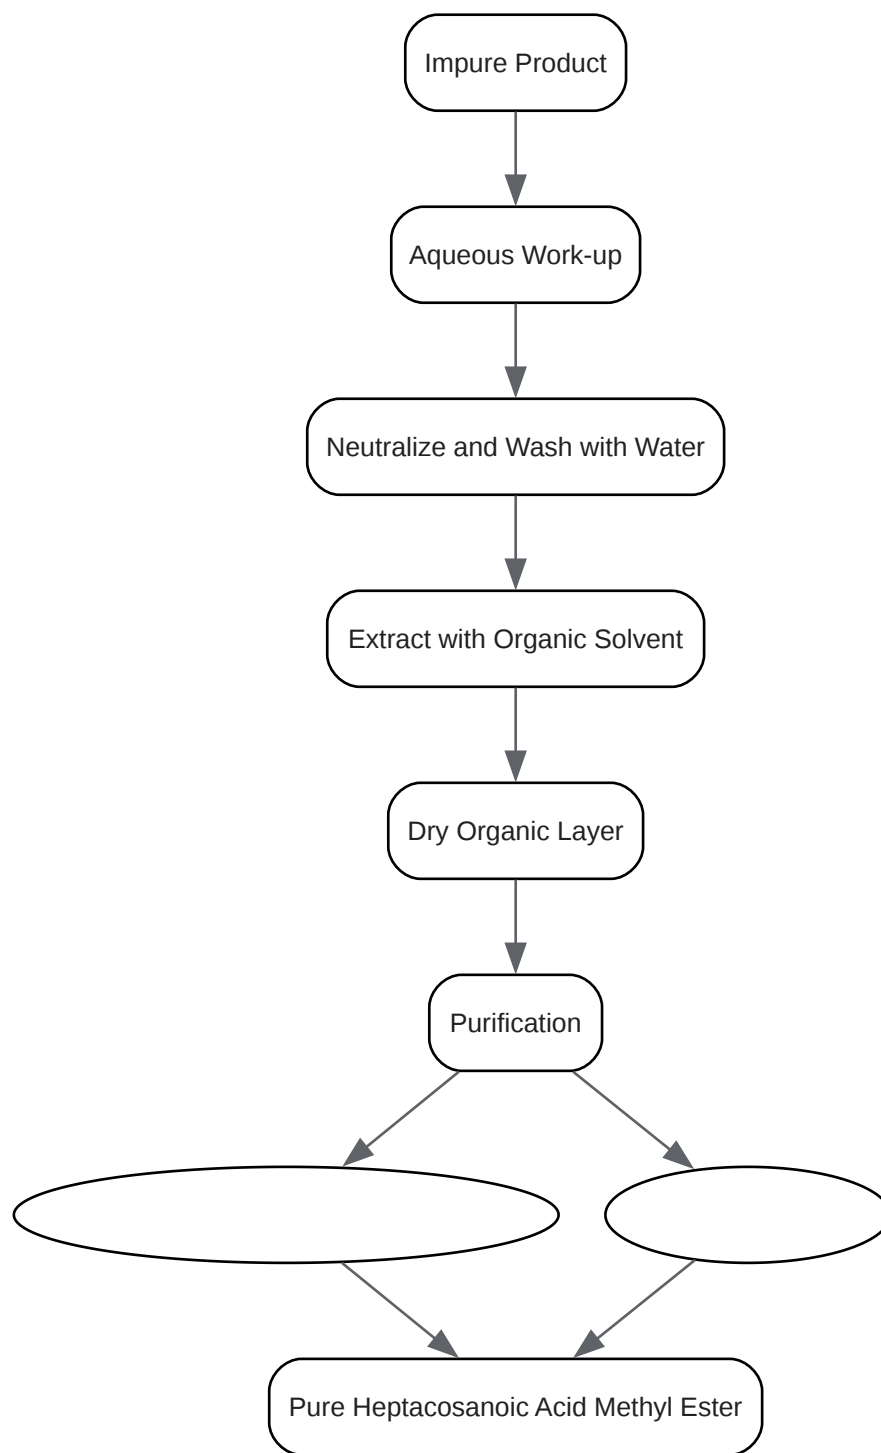 Impure Product
Aqueous Work-up
Neutralize and Wash with Water
Extract with Organic Solvent
Dry Organic Layer
Purification
Pure Heptacosanoic Acid Methyl Ester